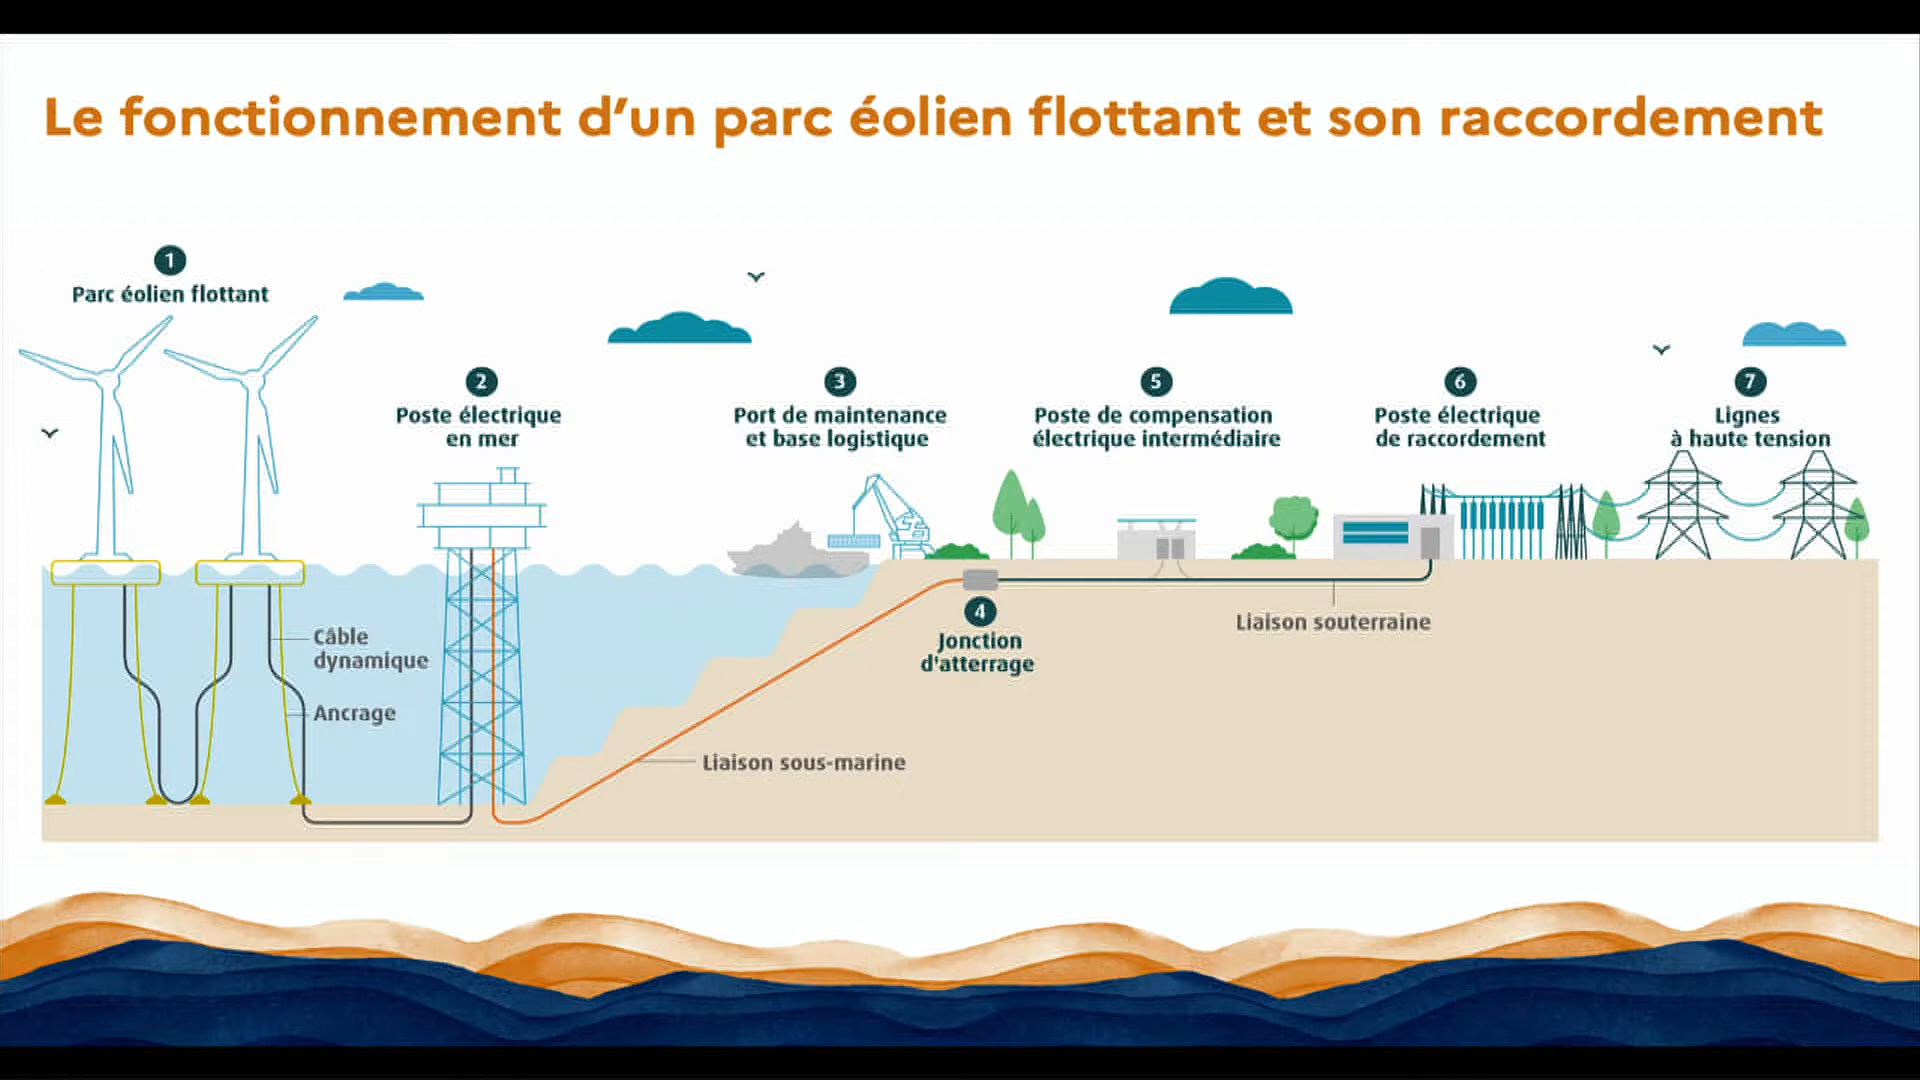 Le fonctionnement d'un parc éolien flottant et son raccordement
1
Parc éolien flottant
2
Poste électrique
en mer
3
Port de maintenance
et base logistique
5
Poste de compensation
électrique intermédiaire
6
Poste électrique
de raccordement
7
Lignes
à haute tension
4
Jonction
d'atterrage
Liaison souterraine
Câble
dynamique
Ancrage
Liaison sous-marine